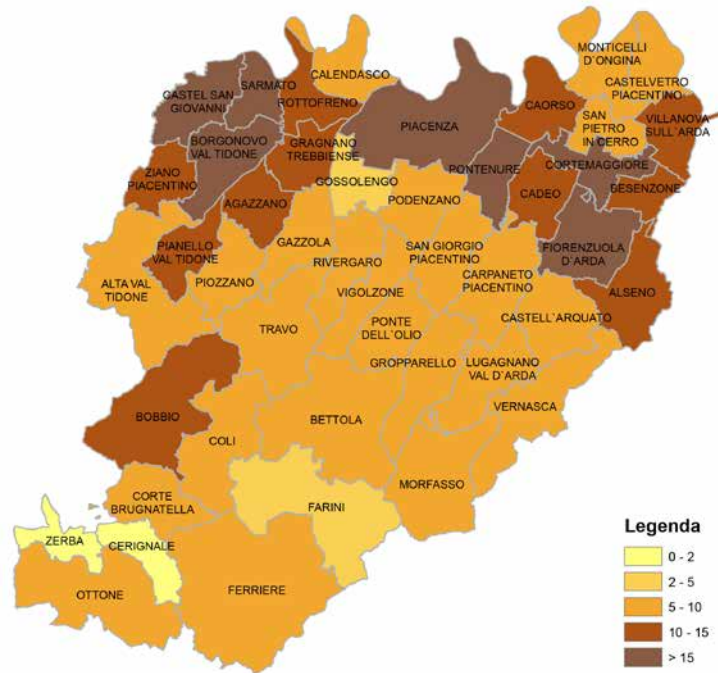 MONTICELLI
D'ONGINA
CALENDASCO
CASTELVETRO
PIACENTINO
SARMATO
CASTEL SAN
GIOVANNI
ROTTOFRENO
CAORSO
VILLANOVA
SULL'ARDA
SAN
PIETRO
IN CERRO
PIACENZA
BORGONOVO
VAL TIDONE
GRAGNANO
TREBBIENSE
PONTENURE
CORTEMAGGIORE
ZIANO
PIACENTINO
GOSSOLENGO
CADEO
BESENZONE
AGAZZANO
PODENZANO
PIANELLO
VAL TIDONE
GAZZOLA
SAN GIORGIO
PIACENTINO
FIORENZUOLA
D'ARDA
RIVERGARO
CARPANETO
PIACENTINO
ALTA VAL
TIDONE
PIOZZANO
VIGOLZONE
ALSENO
CASTELL`ARQUATO
TRAVO
PONTE
DELL`OLIO
GROPPARELLO
LUGAGNANO
VAL D'ARDA
VERNASCA
BOBBIO
BETTOLA
COLI
MORFASSO
CORTE
BRUGNATELLA
FARINI
ZERBA
CERIGNALE
OTTONE
FERRIERE
Legenda
0 - 2
2 - 5
5 - 10
10 - 15
> 15